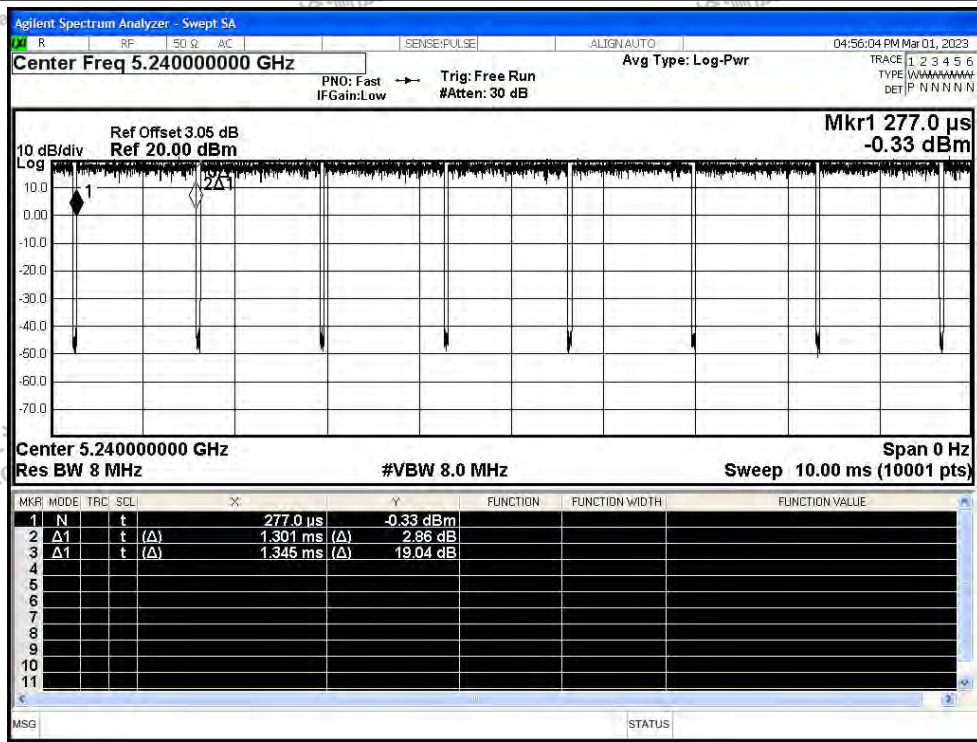 Agilent Spectrum Analyzer - Swept SA
R RF 50 Ω AC SENSE:PULSE ALIGN AUTO 04:56:04 PM Mar 01, 2023
Center Freq 5.240000000 GHz
PNO: Fast Trig: Free Run
IFGain:Low #Atten: 30 dB
Avg Type: Log-Pwr
TRACE 1 2 3 4 5 6
TYPE
DET P N N N N N
Mkr1 277.0 µs
-0.33 dBm
Ref Offset 3.05 dB
10 dB/div Ref 20.00 dBm
Log
10.0
0.00
-10.0
-20.0
-30.0
-40.0
-50.0
-60.0
-70.0
1
2Δ1
Center 5.240000000 GHz Span 0 Hz
Res BW 8 MHz #VBW 8.0 MHz Sweep 10.00 ms (10001 pts)
MKR MODE TRC SCL X Y FUNCTION FUNCTION WIDTH FUNCTION VALUE
1 N t 277.0 µs -0.33 dBm
2 Δ1 t (Δ) 1.301 ms (Δ) 2.86 dB
3 Δ1 t (Δ) 1.345 ms (Δ) 19.04 dB
4
5
6
7
8
9
10
11
MSG STATUS